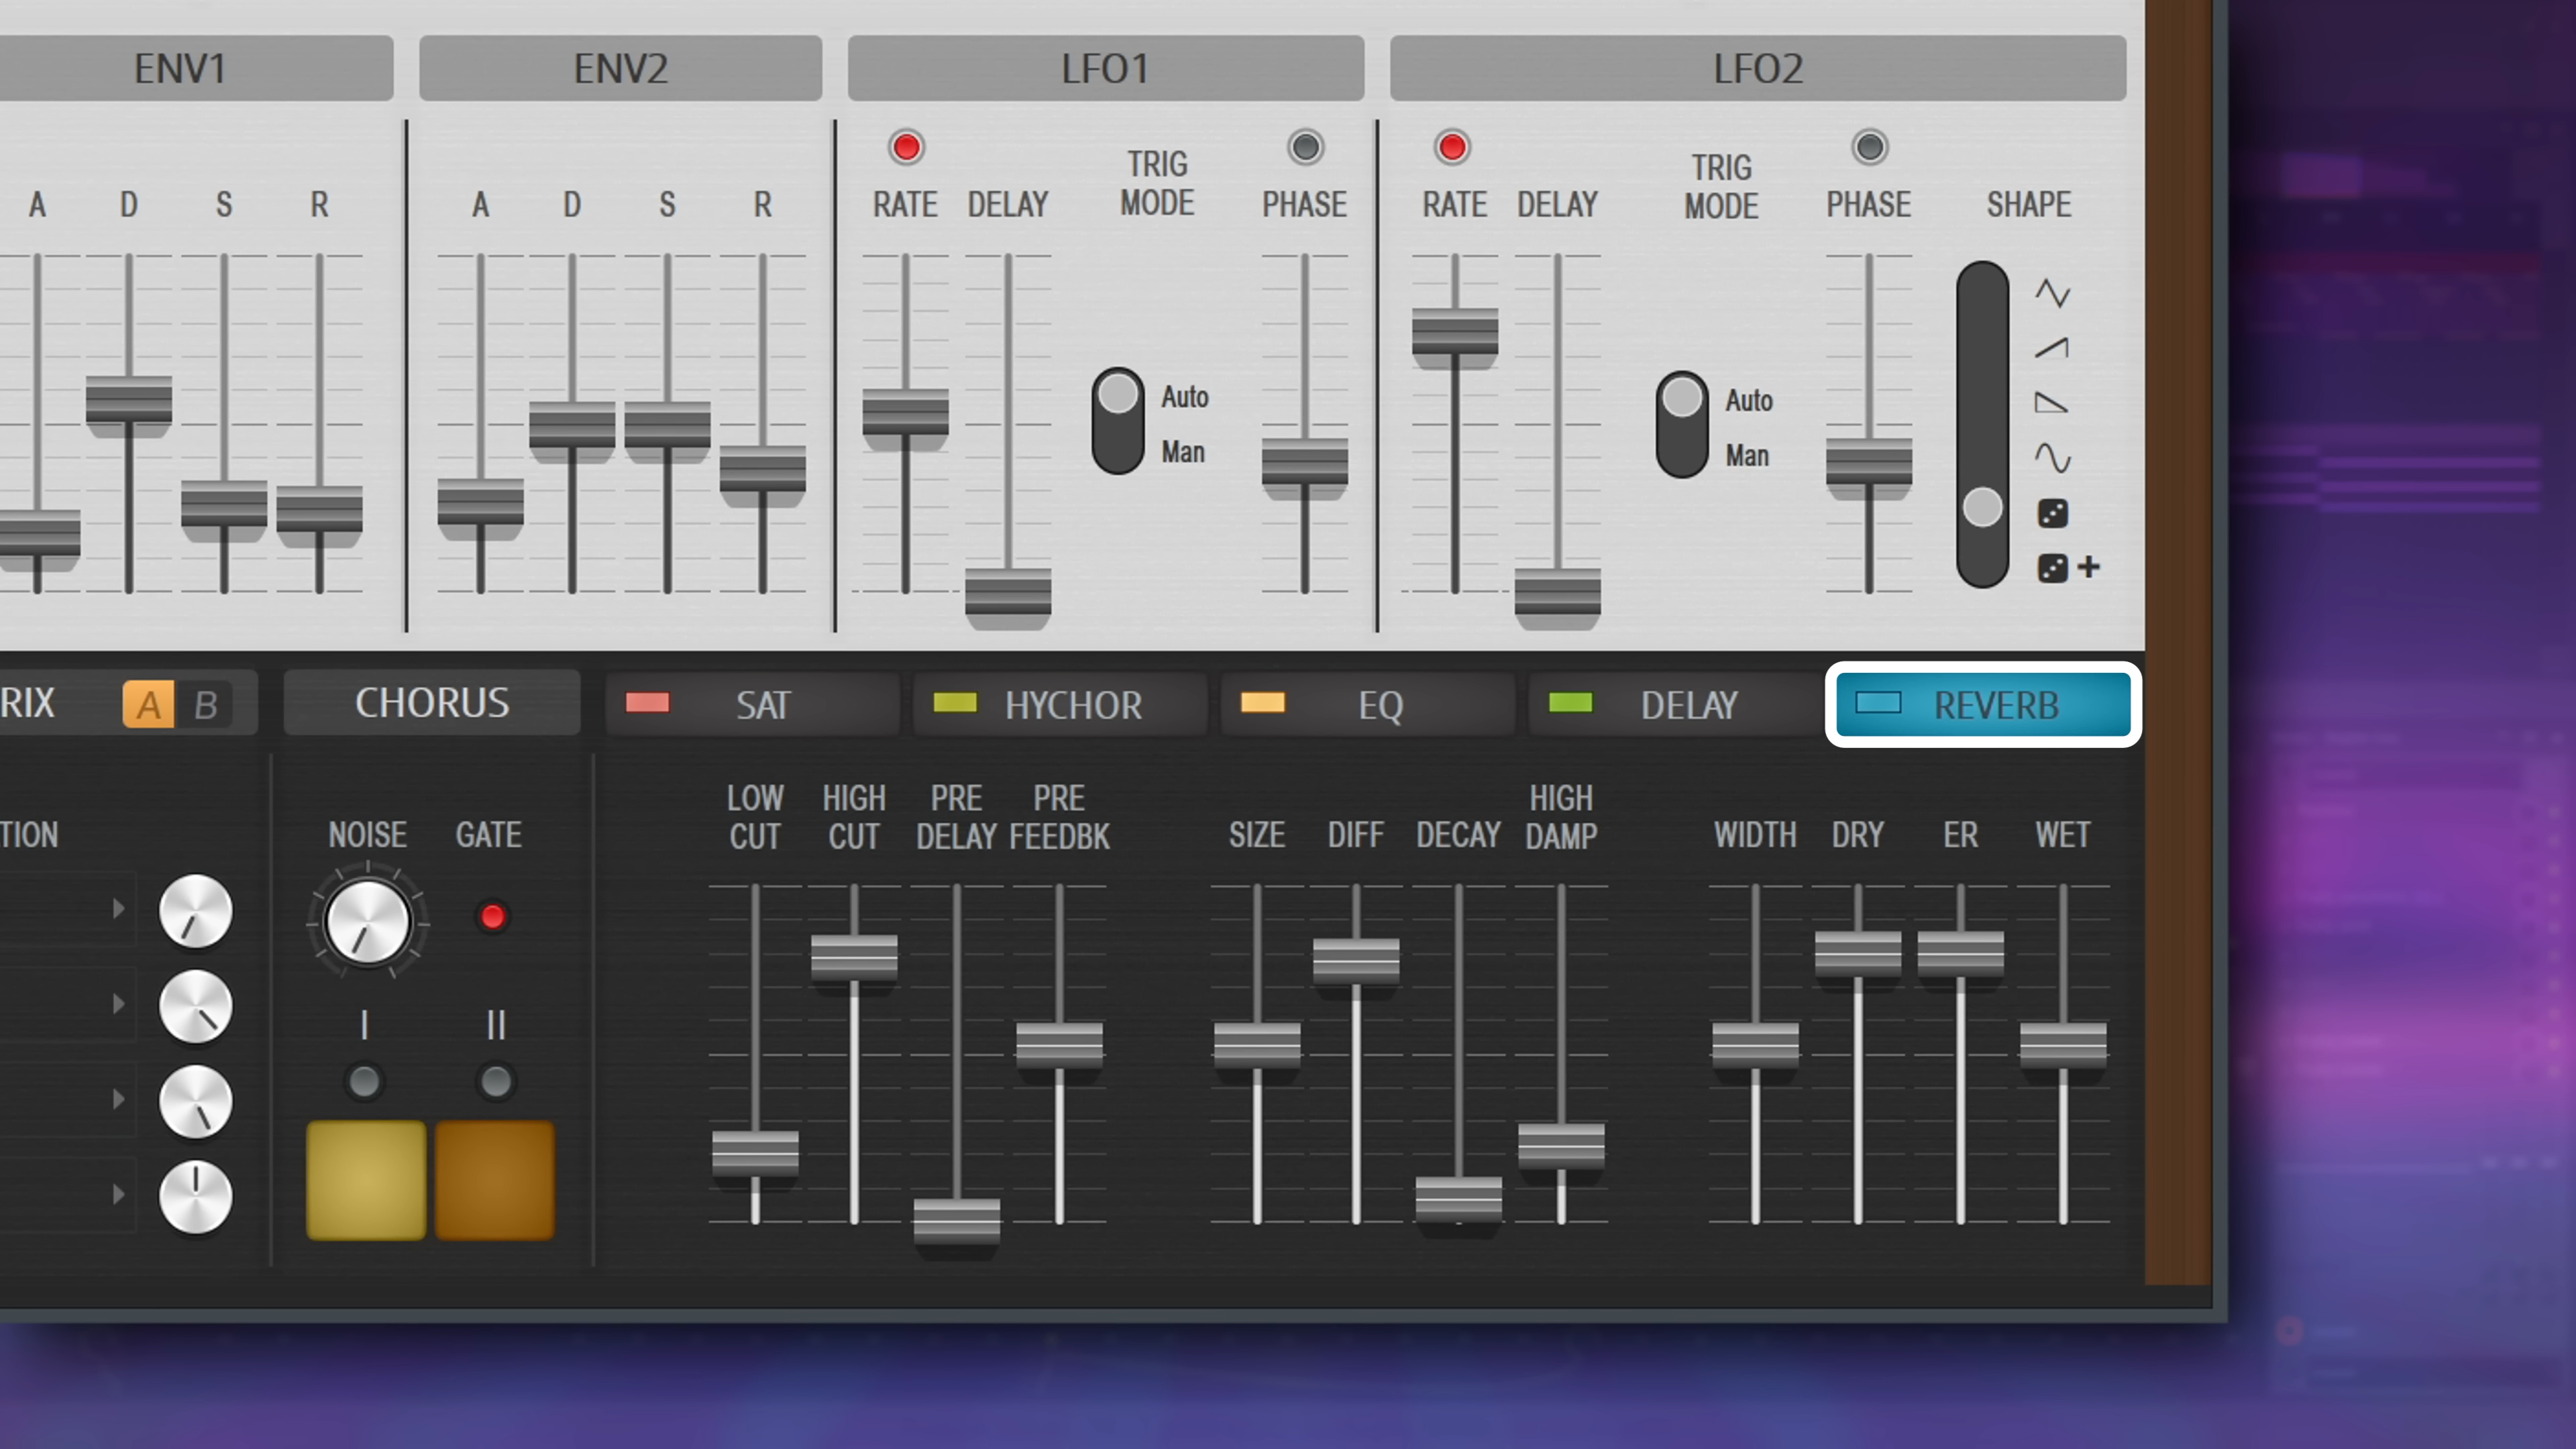 ENV1 ENV2 LFO1 LFO2
A D S R A D S R RATE DELAY TRIG MODE PHASE RATE DELAY TRIG MODE PHASE SHAPE
Auto Auto
Man Man
+
RIX A B CHORUS SAT HYCHOR EQ DELAY REVERB
LOW CUT HIGH CUT PRE DELAY PRE FEEDBK SIZE DIFF DECAY HIGH DAMP WIDTH DRY ER WET
TION NOISE GATE
I II